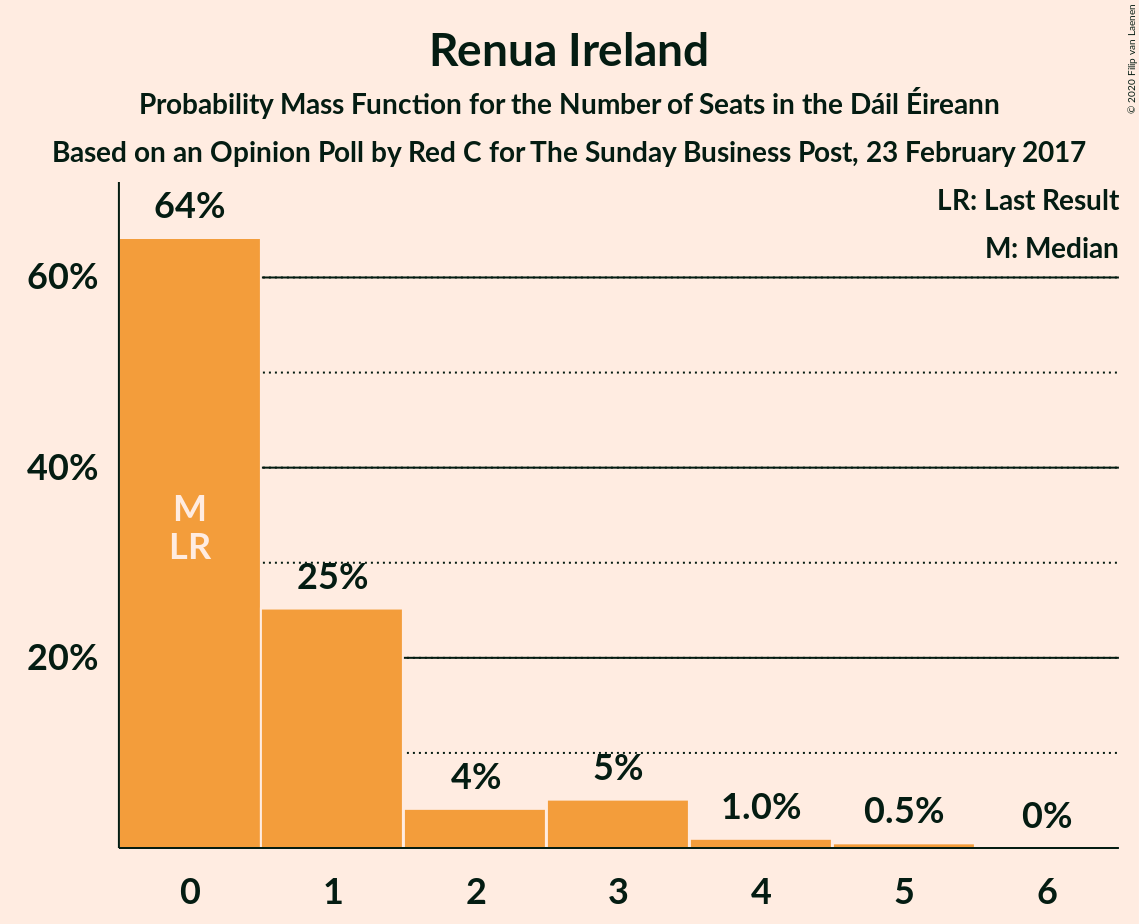 Renua Ireland
Probability Mass Function for the Number of Seats in the Dáil Éireann
Based on an Opinion Poll by Red C for The Sunday Business Post, 23 February 2017
© 2020 Filip van Laenen
LR: Last Result
M: Median
64%
60%
40%
M
LR
25%
20%
4%
5%
1.0%
0.5%
0%
0 1 2 3 4 5 6